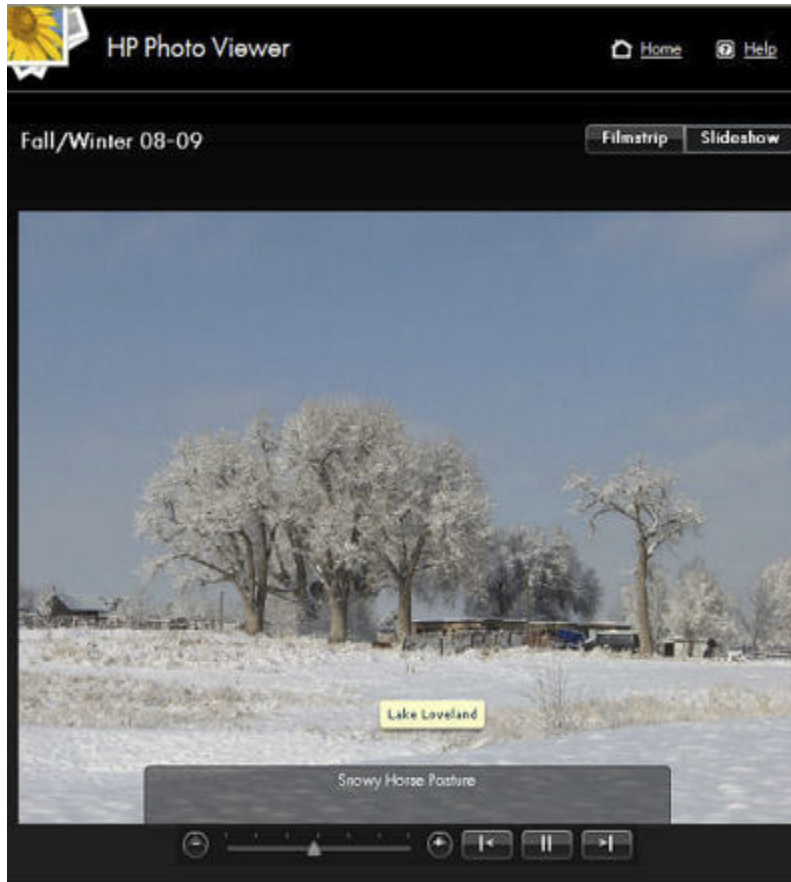 HP Photo Viewer
Home
Help
Fall/Winter 08-09
Filmstrip
Slideshow
Lake Loveland
Snowy Horse Pasture